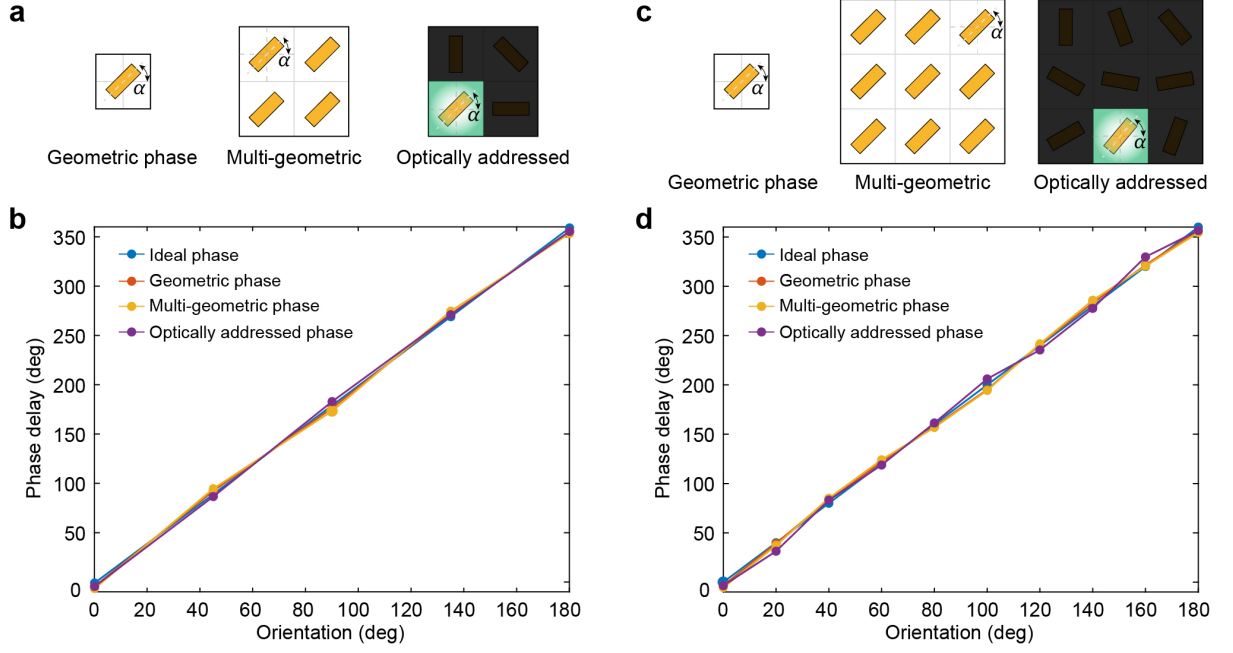 a
α
α
α
Geometric phase
Multi-geometric
Optically addressed
c
α
α
α
Geometric phase
Multi-geometric
Optically addressed
b
Phase delay (deg)
350
300
250
200
150
100
50
0
Ideal phase
Geometric phase
Multi-geometric phase
Optically addressed phase
0 20 40 60 80 100 120 140 160 180
Orientation (deg)
d
Phase delay (deg)
350
300
250
200
150
100
50
0
Ideal phase
Geometric phase
Multi-geometric phase
Optically addressed phase
0 20 40 60 80 100 120 140 160 180
Orientation (deg)